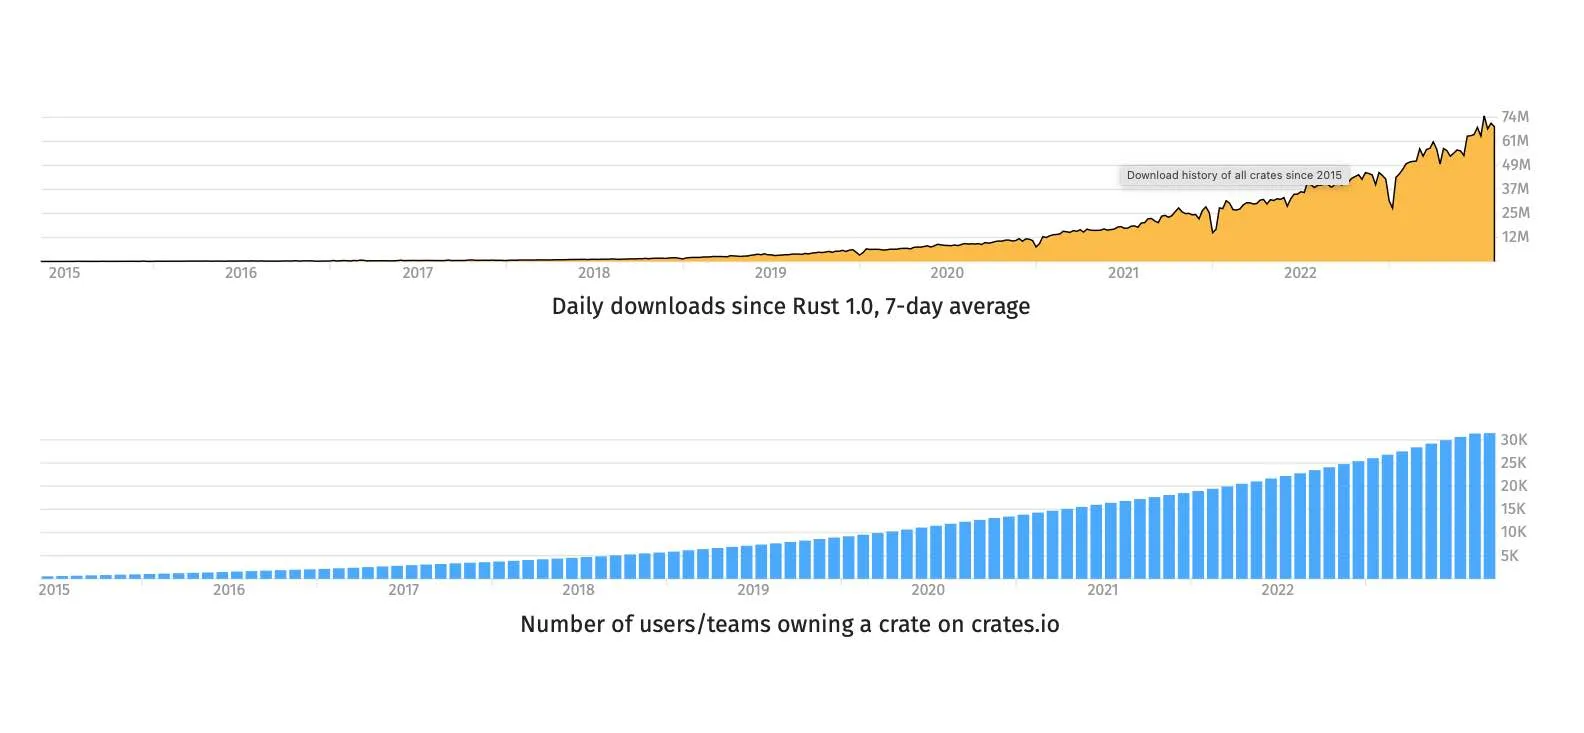 74M
61M
Download history of all crates since 2015
49M
37M
25M
12M
2015 2016 2017 2018 2019 2020 2021 2022
Daily downloads since Rust 1.0, 7-day average
30K
25K
20K
15K
10K
5K
2015 2016 2017 2018 2019 2020 2021 2022
Number of users/teams owning a crate on crates.io